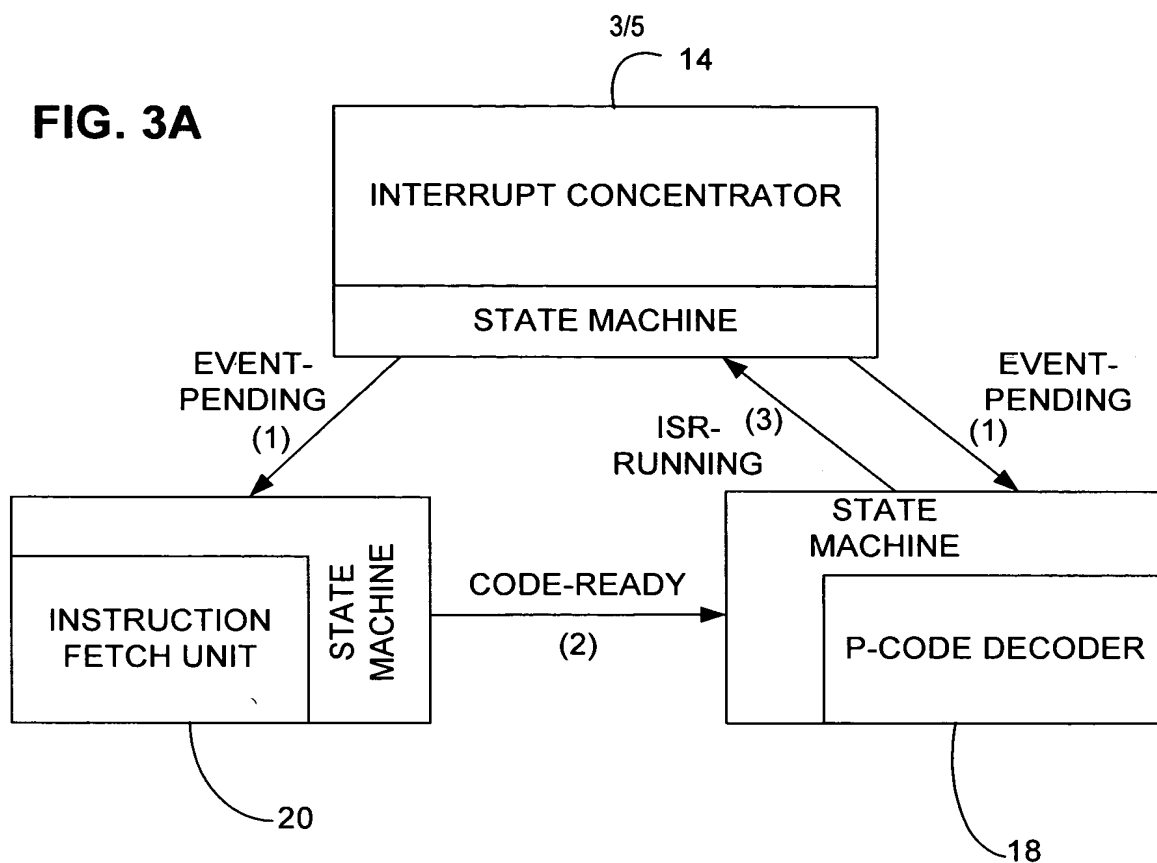 3/5
14
FIG. 3A
INTERRUPT CONCENTRATOR
STATE MACHINE
EVENT-
PENDING
(1)
ISR-
RUNNING
(3)
EVENT-
PENDING
(1)
STATE
MACHINE
INSTRUCTION
FETCH UNIT
CODE-READY
(2)
STATE
MACHINE
P-CODE DECODER
20
18